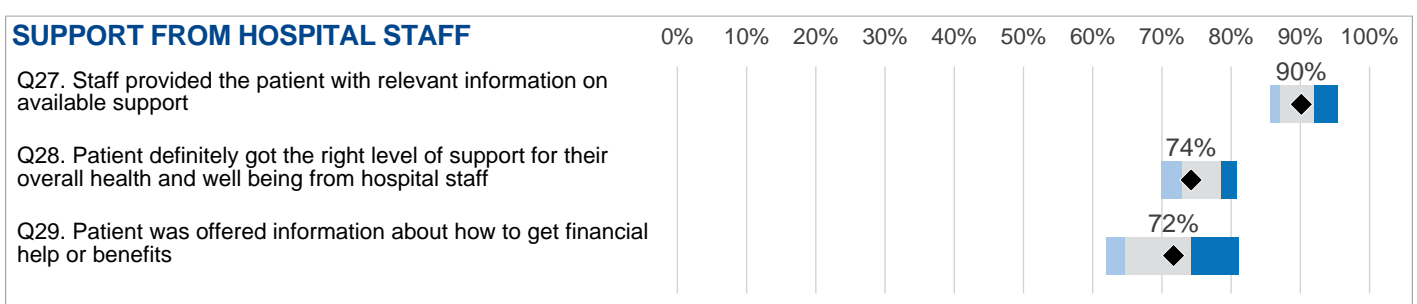 SUPPORT FROM HOSPITAL STAFF 0% 10% 20% 30% 40% 50% 60% 70% 80% 90% 100%
Q27. Staff provided the patient with relevant information on
available support
90%
Q28. Patient definitely got the right level of support for their
overall health and well being from hospital staff
74%
Q29. Patient was offered information about how to get financial
help or benefits
72%